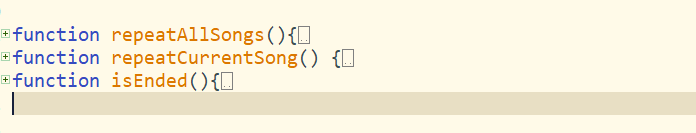 function repeatAllSongs(){..
function repeatCurrentSong() {..
function isEnded(){..